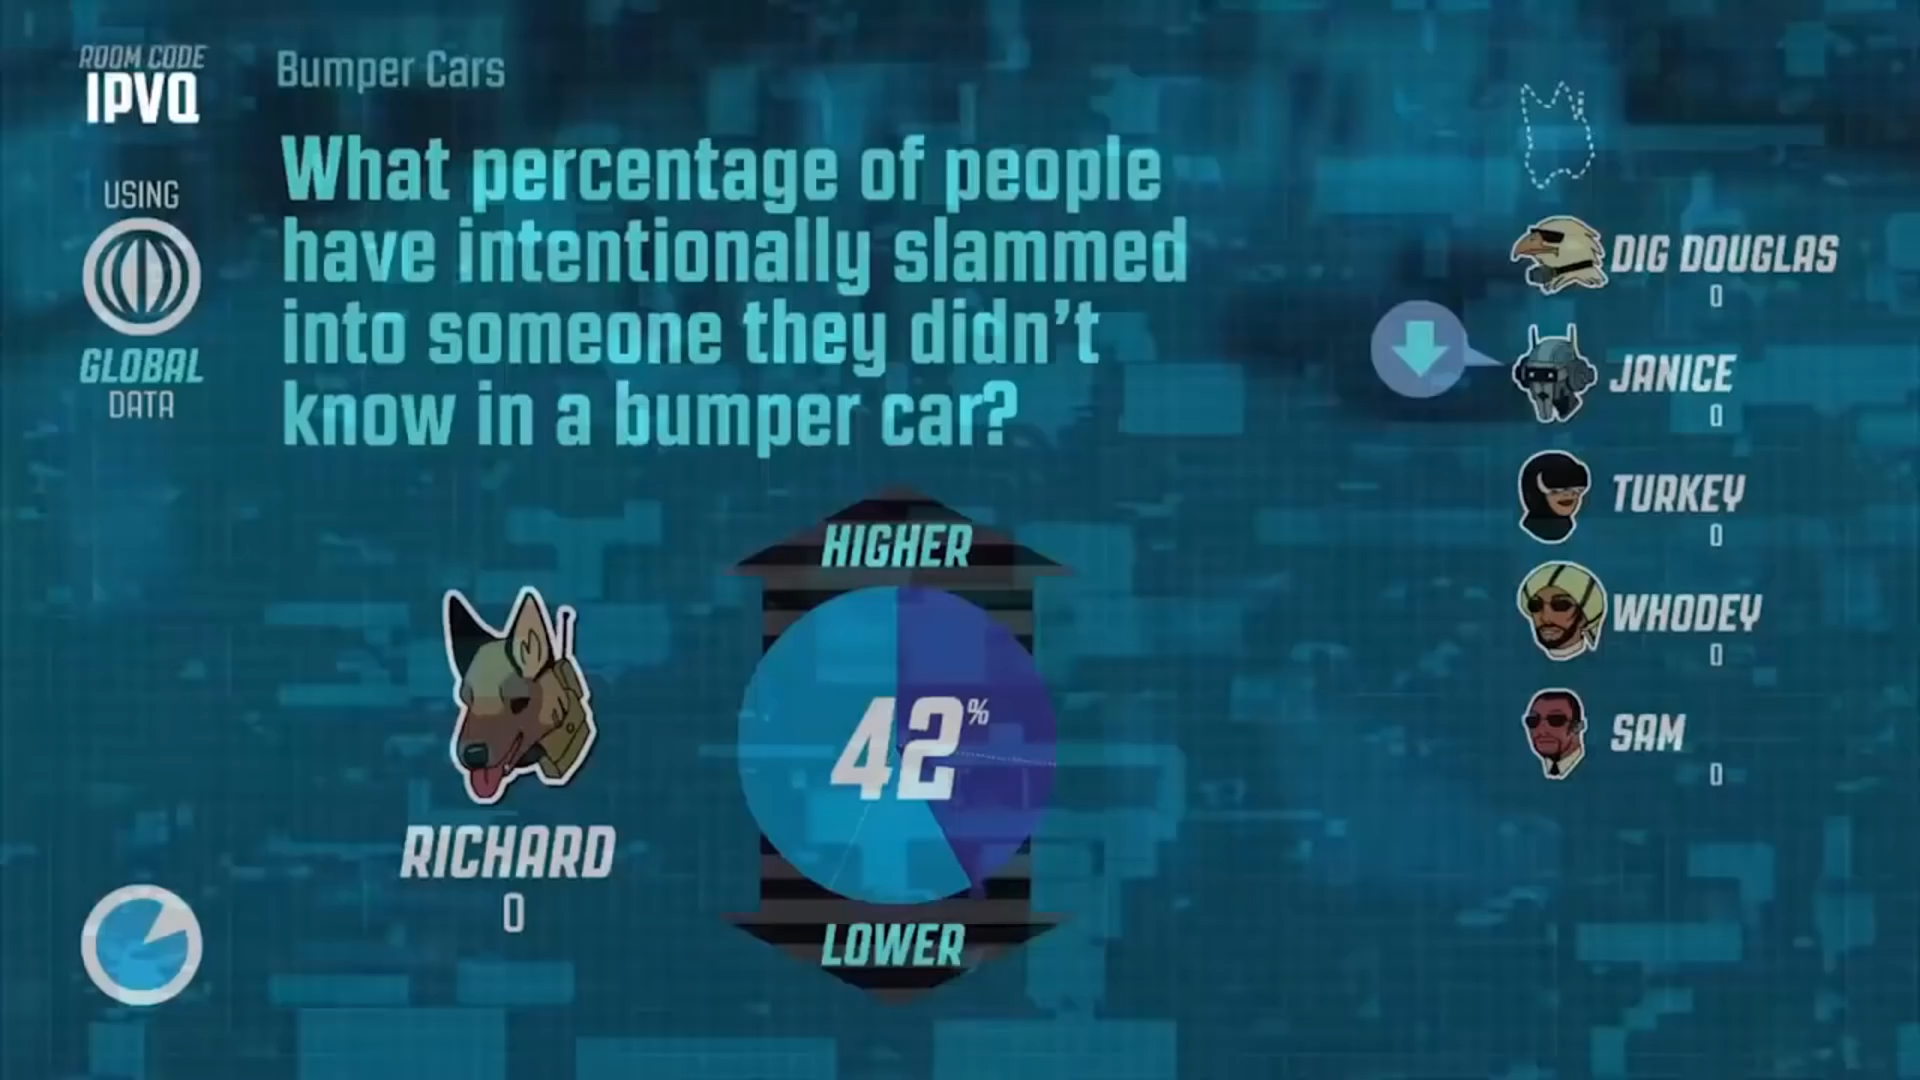 ROOM CODE
IPVQ
USING
GLOBAL
DATA
Bumper Cars
What percentage of people
have intentionally slammed
into someone they didn't
know in a bumper car?
HIGHER
42%
LOWER
RICHARD
0
DIG DOUGLAS
0
JANICE
0
TURKEY
0
WHODEY
0
SAM
0